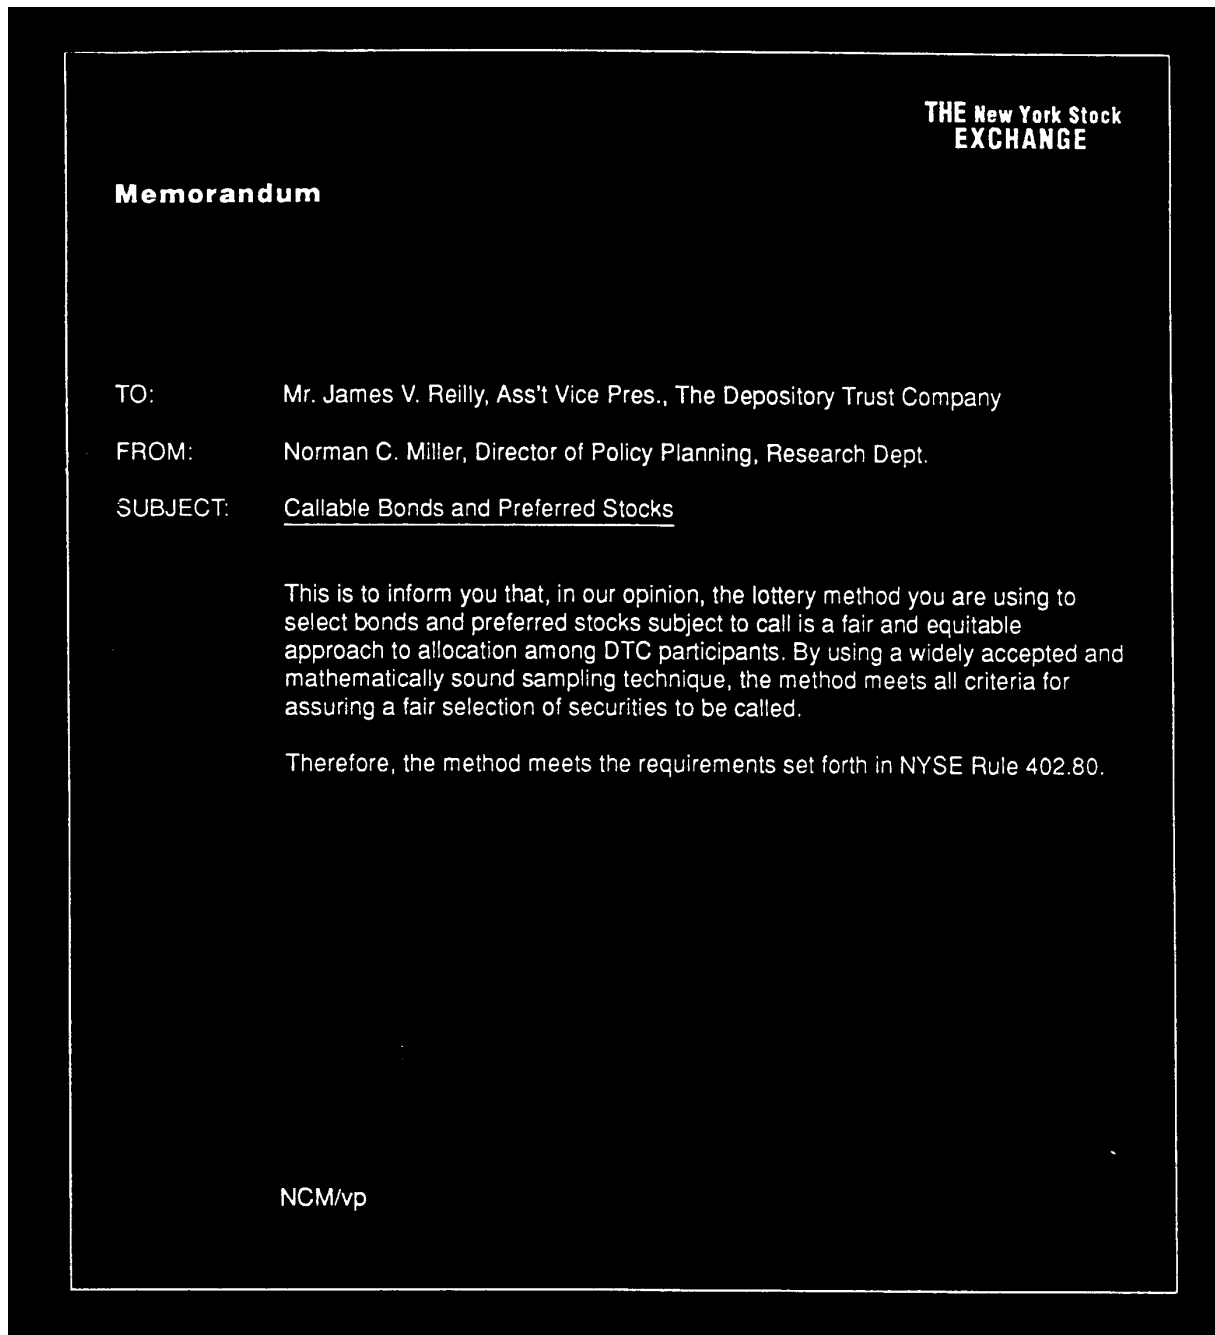 THE New York Stock
EXCHANGE
Memorandum
TO: Mr. James V. Reilly, Ass't Vice Pres., The Depository Trust Company
FROM: Norman C. Miller, Director of Policy Planning, Research Dept.
SUBJECT: Callable Bonds and Preferred Stocks
This is to inform you that, in our opinion, the lottery method you are using to
select bonds and preferred stocks subject to call is a fair and equitable
approach to allocation among DTC participants. By using a widely accepted and
mathematically sound sampling technique, the method meets all criteria for
assuring a fair selection of securities to be called.
Therefore, the method meets the requirements set forth in NYSE Rule 402.80.
NCM/vp